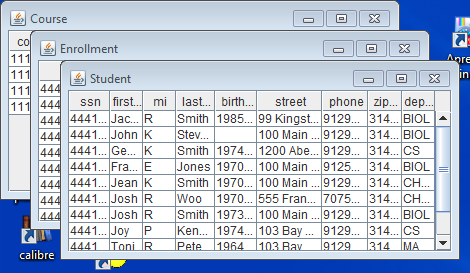 Course
co
111
111
111
111
Enrollment
444
444
444
444
444
444
444
444
444
444
Student
ssn first... mi last... birth... street phone zip... dep...
4441... Jac... R Smith 1985... 99 Kingst... 9129... 314... BIOL
4441... John K Stev... 100 Main ... 9129... 314... BIOL
4441... Ge... K Smith 1974... 1200 Abe... 9129... 314... CS
4441... Fra... E Jones 1970... 100 Main ... 9125... 314... BIOL
4441... Jean K Smith 1970... 100 Main ... 9129... 314... CH...
4441... Josh R Woo 1970... 555 Fran... 7075... 314... CH...
4441... Josh R Smith 1973... 100 Main ... 9129... 314... BIOL
4441... Joy P Ken... 1974... 103 Bay ... 9129... 314... CS
4441 Toni R Pete 1964 103 Bay 9129 314 MA
calibre
Apre
in